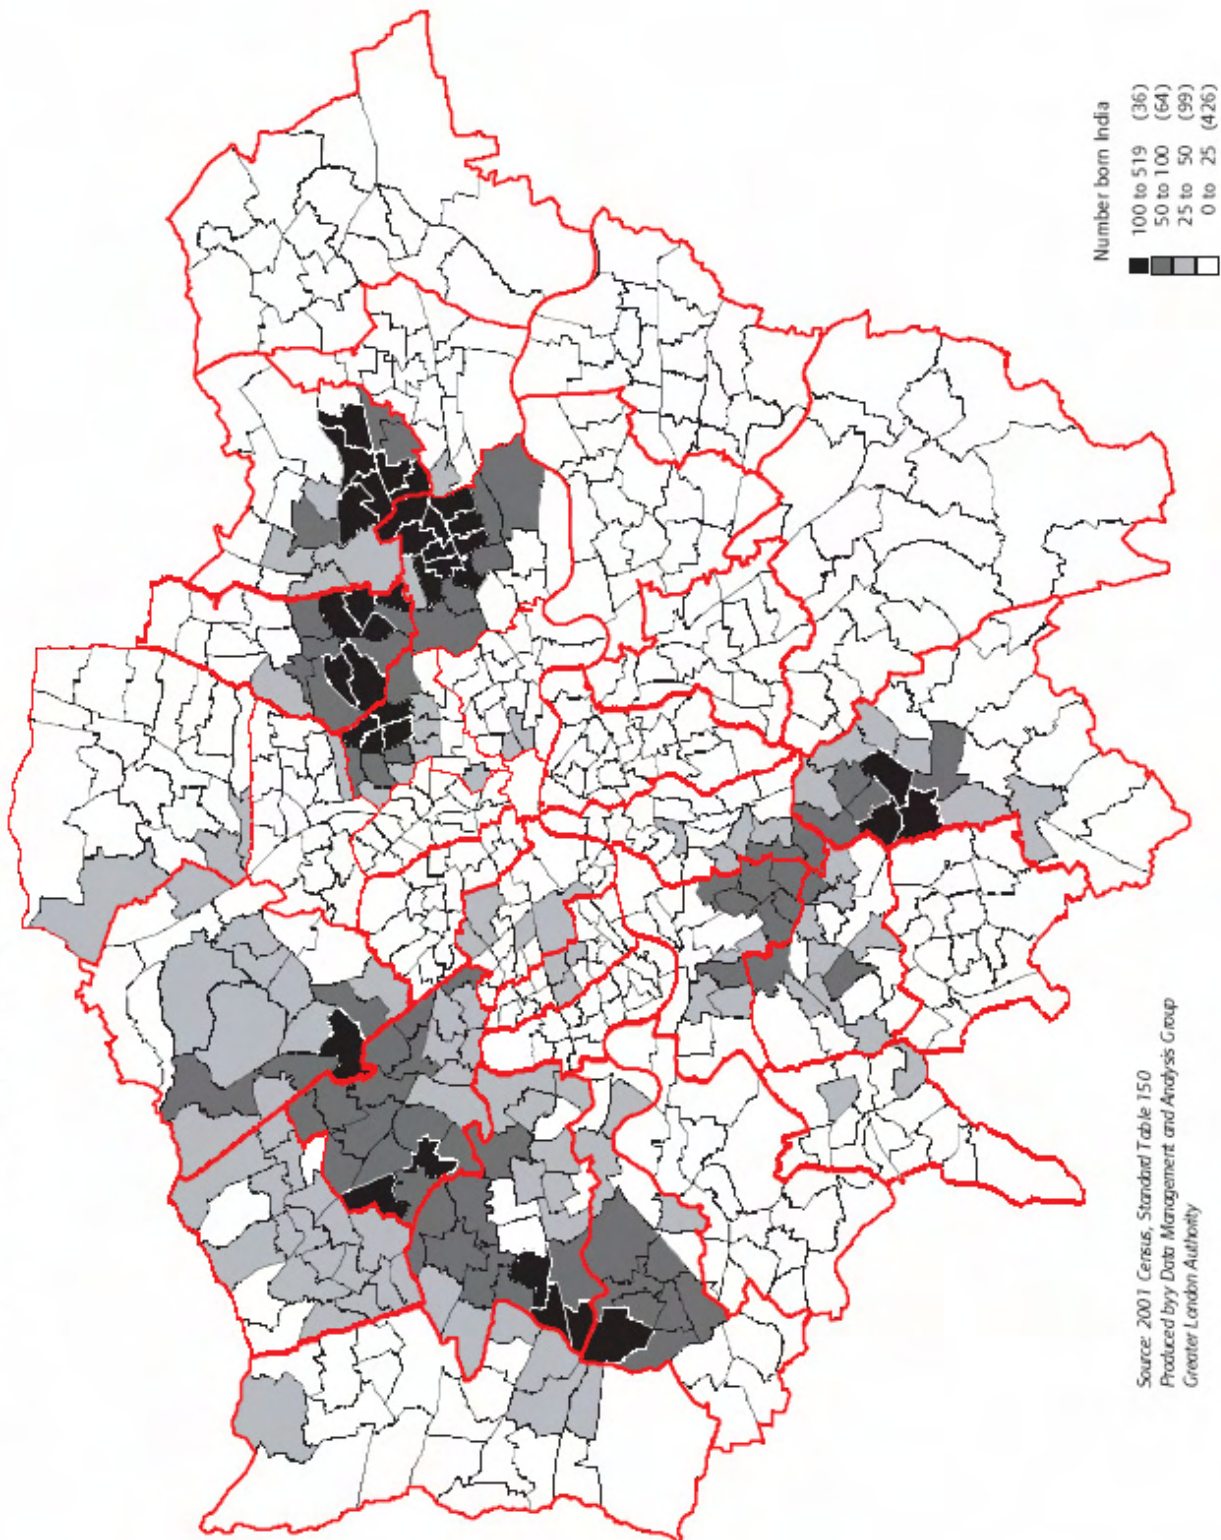 Number born India
100 to 519 (36)
50 to 100 (64)
25 to 50 (99)
0 to 25 (426)
Source: 2001 Census, Standard Table 150
Produced byy Data Management and Analysis Group
Greater London Authority